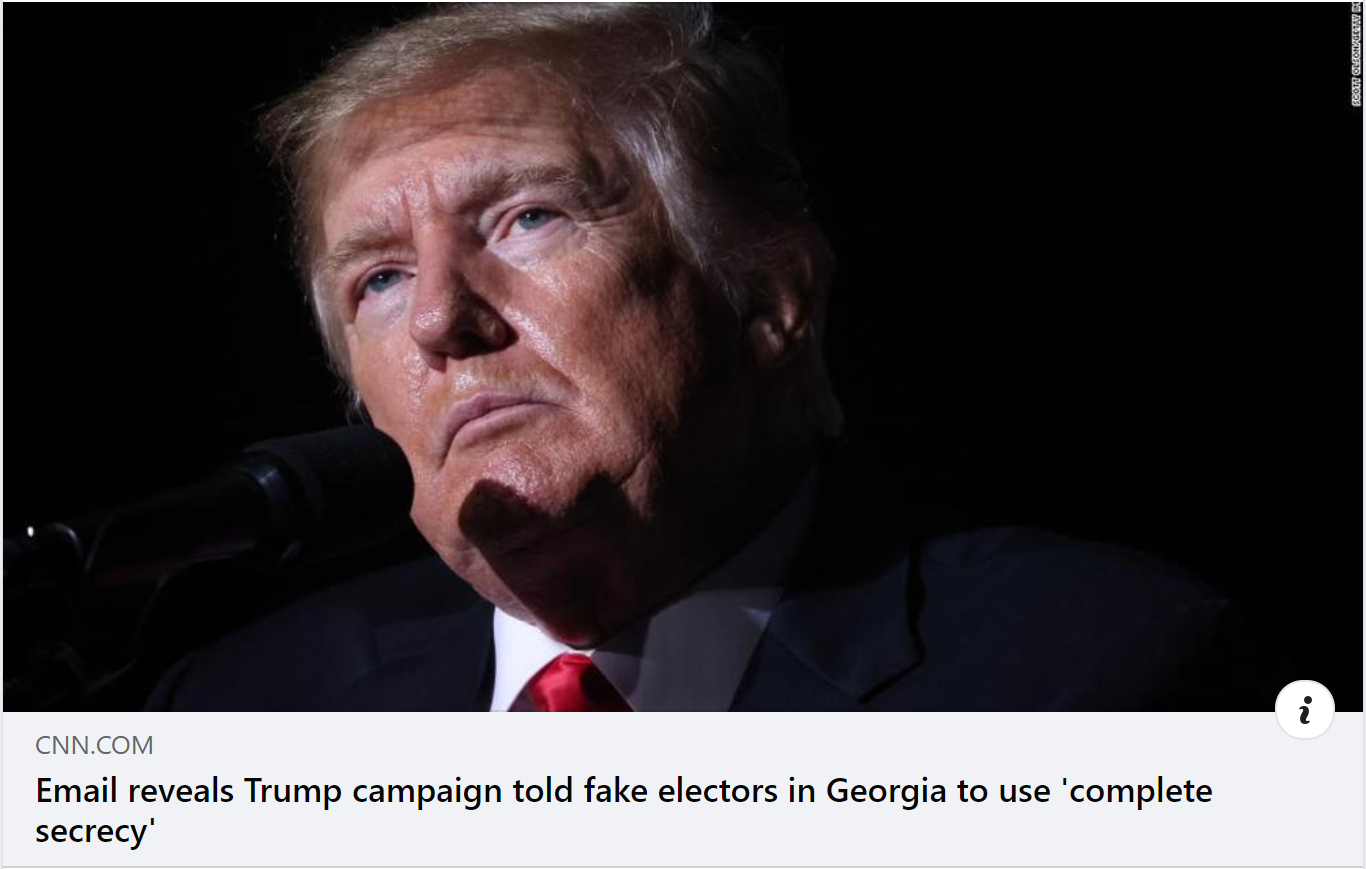 SCOTT OLSON/GETTY IM
CNN.COM
Email reveals Trump campaign told fake electors in Georgia to use 'complete
secrecy'